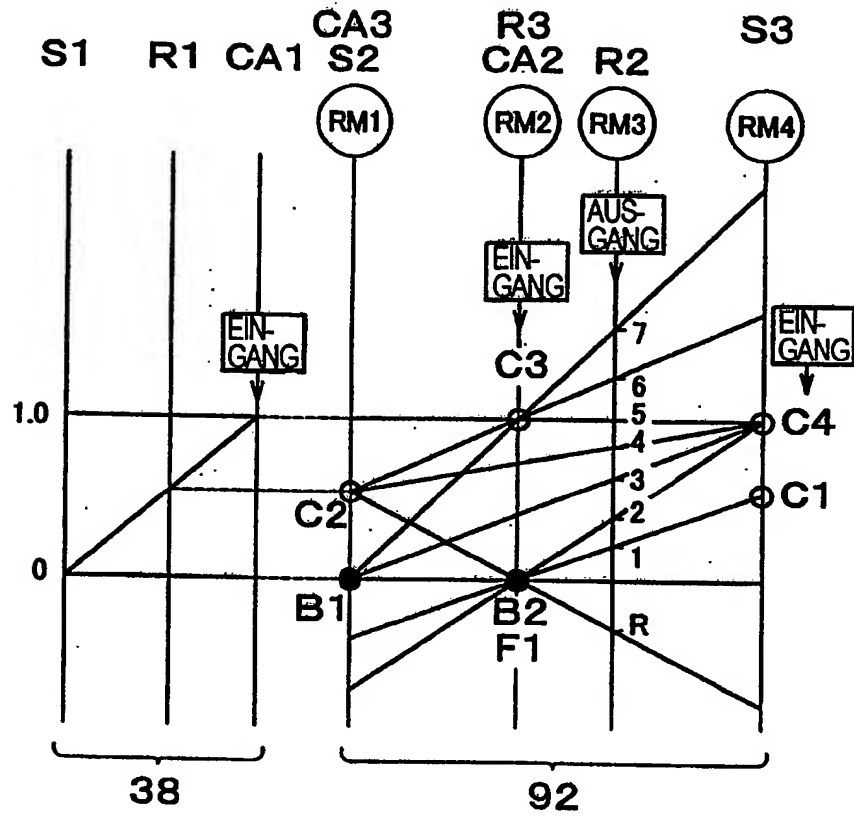 S1 R1 CA1 CA3 R3 R2 S3
S2 CA2
RM1 RM2 RM3 RM4
AUS-
GANG
EIN-
GANG
EIN-
GANG
EIN-
GANG
7
C3
6
1.0
5
C4
4
3
C2
2
C1
1
0
B1
B2
R
F1
38
92